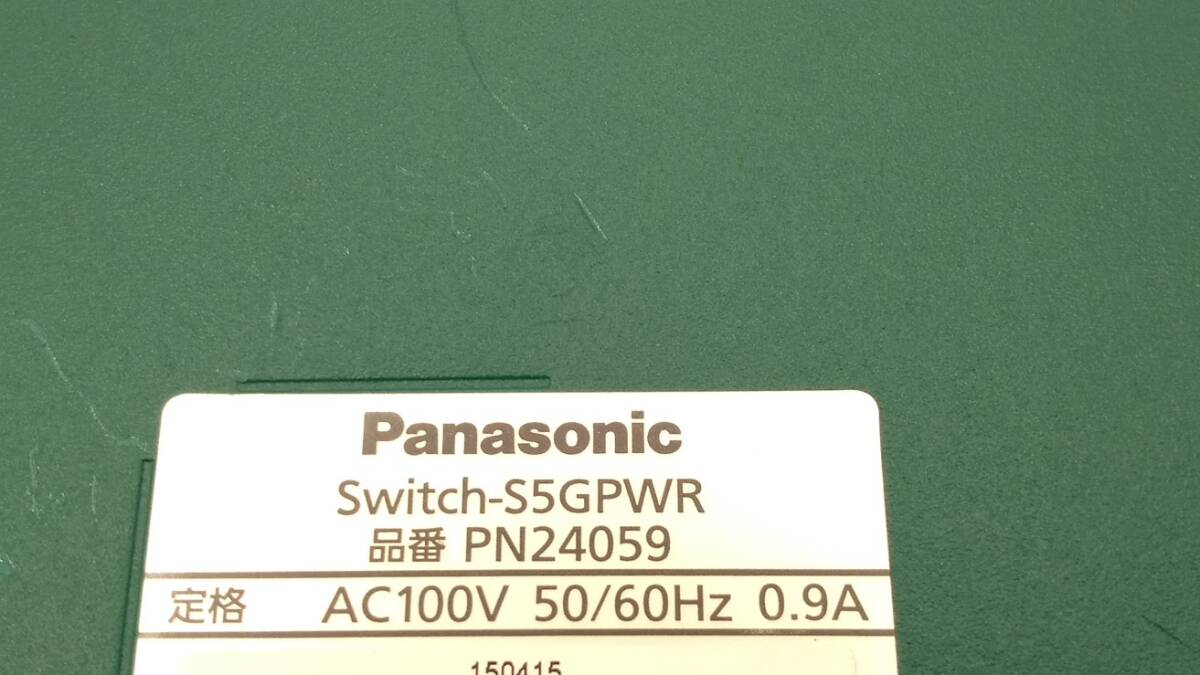 Panasonic
Switch-S5GPWR
品番 PN24059
定格 AC100V 50/60Hz 0.9A
150415